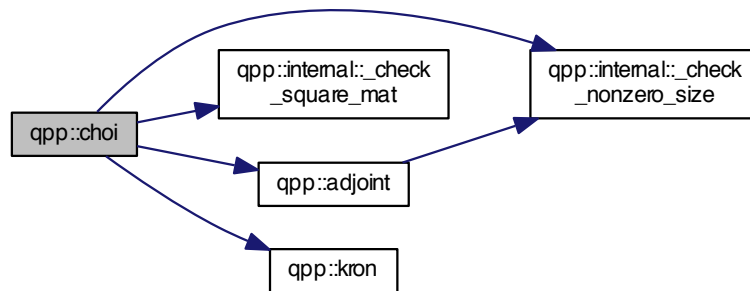 qpp::choi
qpp::internal::_check
_square_mat
qpp::adjoint
qpp::kron
qpp::internal::_check
_nonzero_size